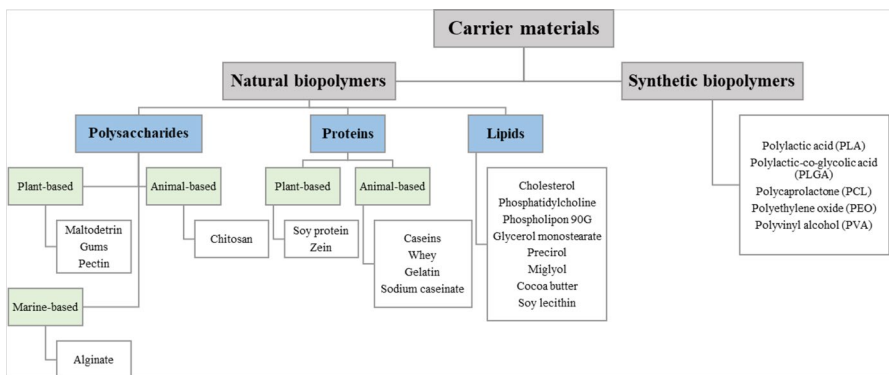 Carrier materials
Natural biopolymers
Synthetic biopolymers
Polysaccharides
Proteins
Lipids
Plant-based
Animal-based
Plant-based
Animal-based
Maltodetrin
Gums
Pectin
Chitosan
Soy protein
Zein
Caseins
Whey
Gelatin
Sodium caseinate
Cholesterol
Phosphatidylcholine
Phospholipon 90G
Glycerol monostearate
Precirol
Miglyol
Cocoa butter
Soy lecithin
Polylactic acid (PLA)
Polylactic-co-glycolic acid
(PLGA)
Polycaprolactone (PCL)
Polyethylene oxide (PEO)
Polyvinyl alcohol (PVA)
Marine-based
Alginate